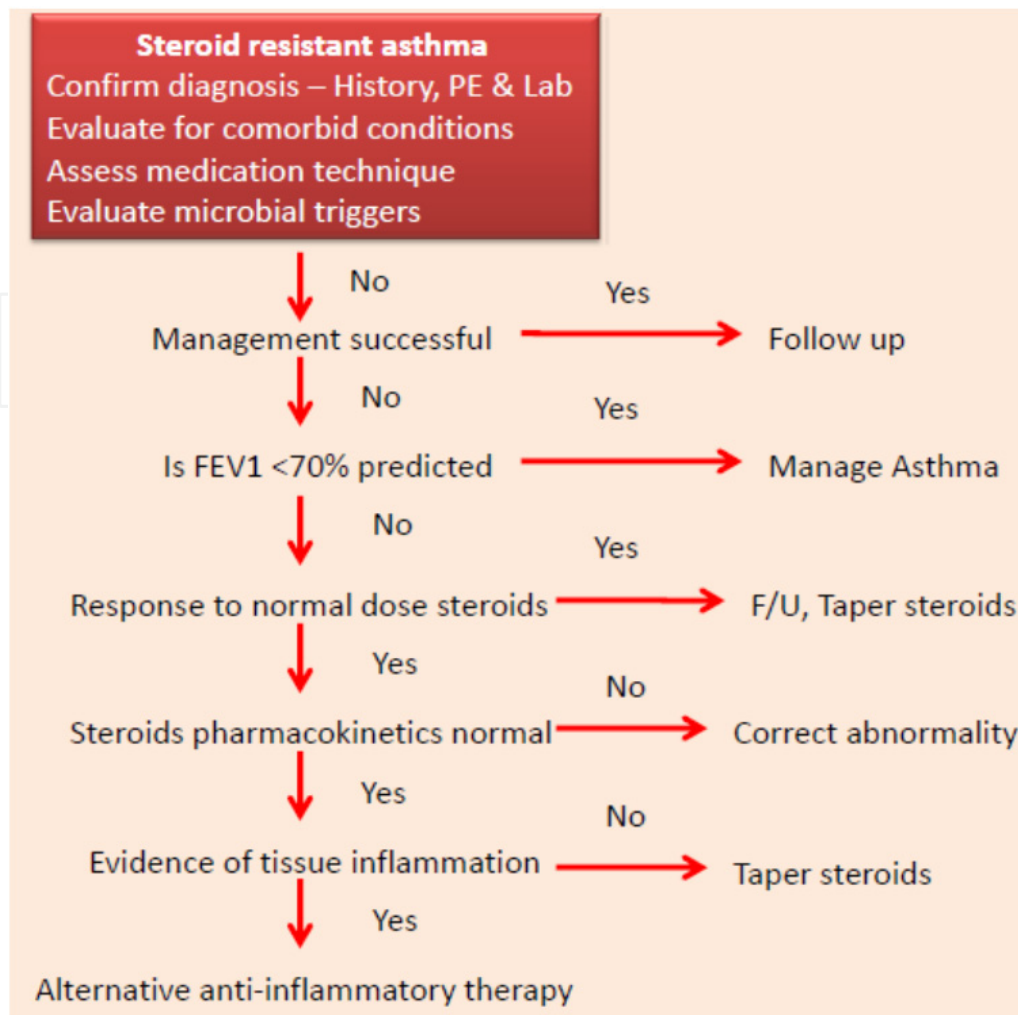 Steroid resistant asthma
Confirm diagnosis – History, PE & Lab
Evaluate for comorbid conditions
Assess medication technique
Evaluate microbial triggers
No
Yes
Management successful
Follow up
No
Yes
Is FEV1 <70% predicted
Manage Asthma
No
Yes
Response to normal dose steroids
F/U, Taper steroids
Yes
No
Steroids pharmacokinetics normal
Correct abnormality
Yes
No
Evidence of tissue inflammation
Taper steroids
Yes
Alternative anti-inflammatory therapy